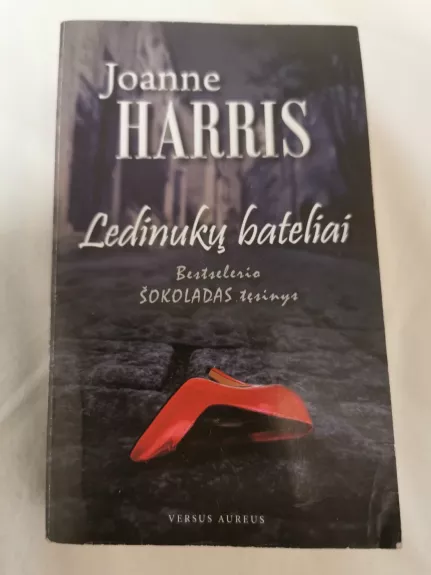 Joanne
HARRIS
Ledinukų bateliai
Bestselerio
ŠOKOLADAS tęsinys
VERSUS AUREUS